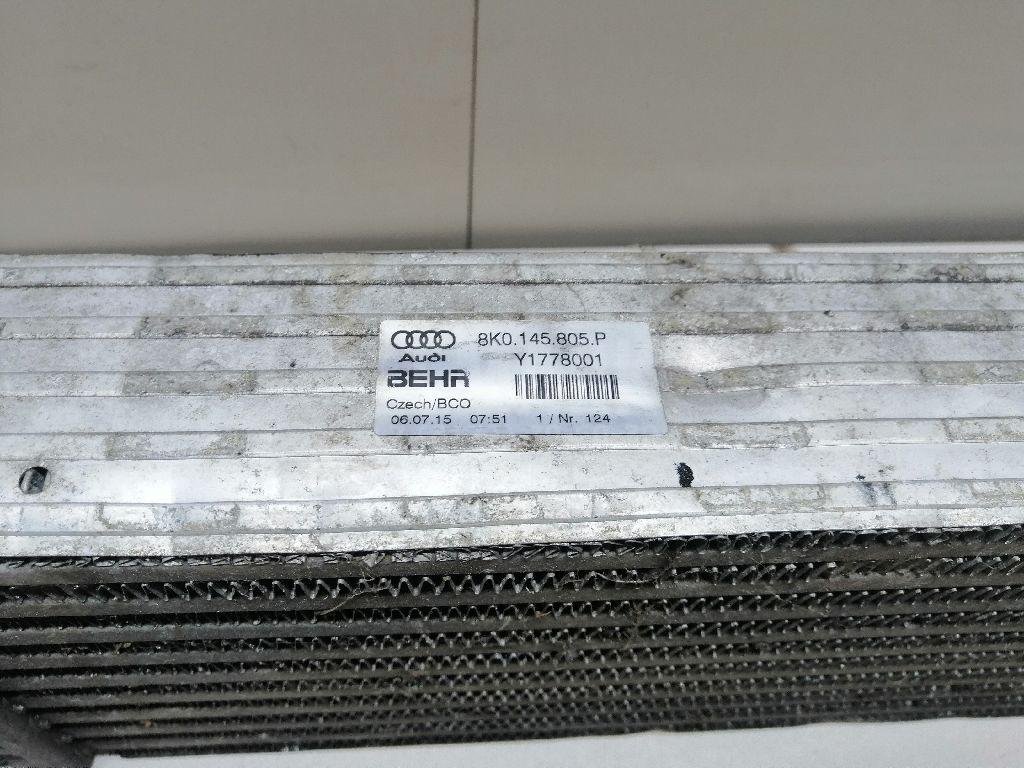 8K0.145.805.P
Audi
Y1778001
BEHR
Czech/BCO
06.07.15 07:51 1 / Nr. 124